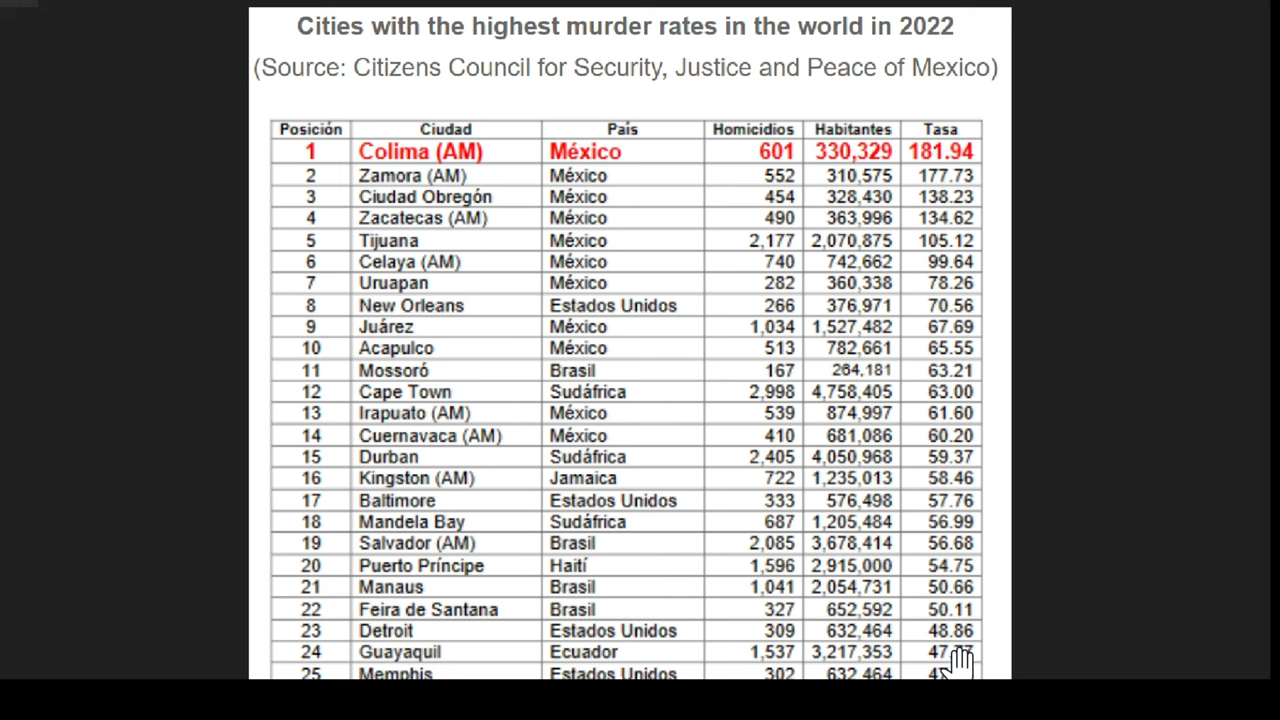 Cities with the highest murder rates in the world in 2022
(Source: Citizens Council for Security, Justice and Peace of Mexico)
Posición Ciudad País Homicidios Habitantes Tasa
1 Colima (AM) México 601 330,329 181.94
2 Zamora (AM) México 552 310,575 177.73
3 Ciudad Obregón México 454 328,430 138.23
4 Zacatecas (AM) México 490 363,996 134.62
5 Tijuana México 2,177 2,070,875 105.12
6 Celaya (AM) México 740 742,662 99.64
7 Uruapan México 282 360,338 78.26
8 New Orleans Estados Unidos 266 376,971 70.56
9 Juárez México 1,034 1,527,482 67.69
10 Acapulco México 513 782,661 65.55
11 Mossoró Brasil 167 264,181 63.21
12 Cape Town Sudáfrica 2,998 4,758,405 63.00
13 Irapuato (AM) México 539 874,997 61.60
14 Cuernavaca (AM) México 410 681,086 60.20
15 Durban Sudáfrica 2,405 4,050,968 59.37
16 Kingston (AM) Jamaica 722 1,235,013 58.46
17 Baltimore Estados Unidos 333 576,498 57.76
18 Mandela Bay Sudáfrica 687 1,205,484 56.99
19 Salvador (AM) Brasil 2,085 3,678,414 56.68
20 Puerto Príncipe Haití 1,596 2,915,000 54.75
21 Manaus Brasil 1,041 2,054,731 50.66
22 Feira de Santana Brasil 327 652,592 50.11
23 Detroit Estados Unidos 309 632,464 48.86
24 Guayaquil Ecuador 1,537 3,217,353
25 Memphis Estados Unidos 302 632,464